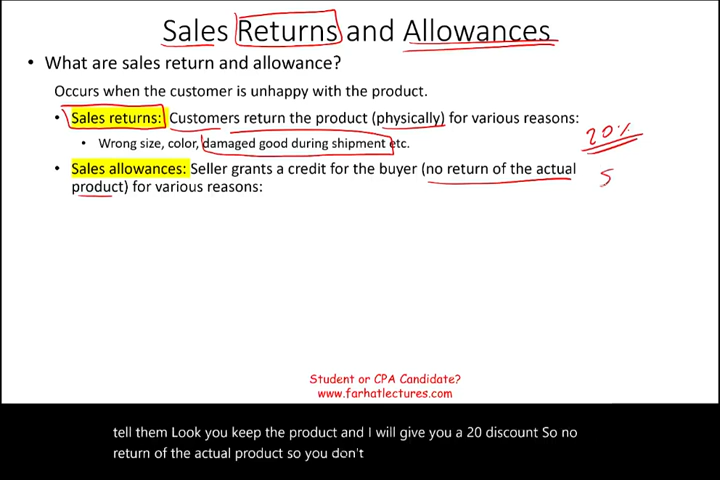 Sales Returns and Allowances
• What are sales return and allowance?
Occurs when the customer is unhappy with the product.
• Sales returns: Customers return the product (physically) for various reasons:
• Wrong size, color, damaged good during shipment etc.
20%
• Sales allowances: Seller grants a credit for the buyer (no return of the actual
5
product) for various reasons:
Student or CPA Candidate?
www.farhatlectures.com
tell them Look you keep the product and I will give you a 20 discount So no
return of the actual product so you don't